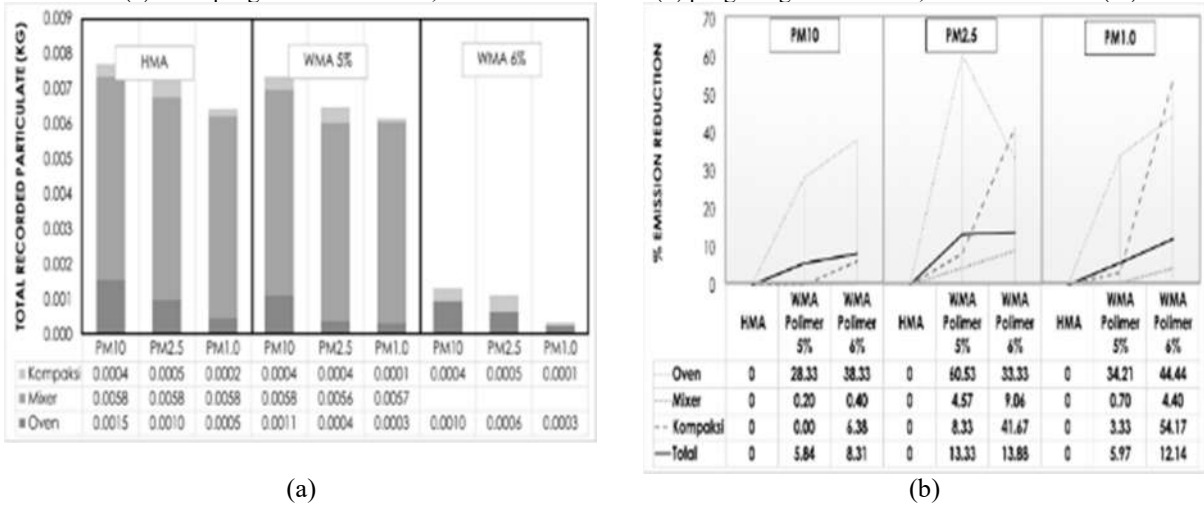 TOTAL RECORDED PARTICULATE (KG)
0.009
0.008
0.007
0.006
0.005
0.004
0.003
0.002
0.001
0.000
HMA
WMA 5%
WMA 6%
PM10 PM2.5 PM1.0 PM10 PM2.5 PM1.0 PM10 PM2.5 PM1.0
Kompaksi 0.0004 0.0005 0.0002 0.0004 0.0004 0.0001 0.0004 0.0005 0.0001
Mixer 0.0058 0.0058 0.0058 0.0058 0.0056 0.0057
Oven 0.0015 0.0010 0.0005 0.0011 0.0004 0.0003 0.0010 0.0006 0.0003
(a)
% EMISSION REDUCTION
70
60
50
40
30
20
10
0
PM10
PM2.5
PM1.0
HMA WMA Polimer 5% WMA Polimer 6% HMA WMA Polimer 5% WMA Polimer 6% HMA WMA Polimer 5% WMA Polimer 6%
Oven 0 28.33 38.33 0 60.53 33.33 0 34.21 44.44
Mixer 0 0.20 0.40 0 4.57 9.06 0 0.70 4.40
Kompaksi 0 0.00 6.38 0 8.33 41.67 0 3.33 54.17
Total 0 5.84 8.31 0 13.33 13.88 0 5.97 12.14
(b)